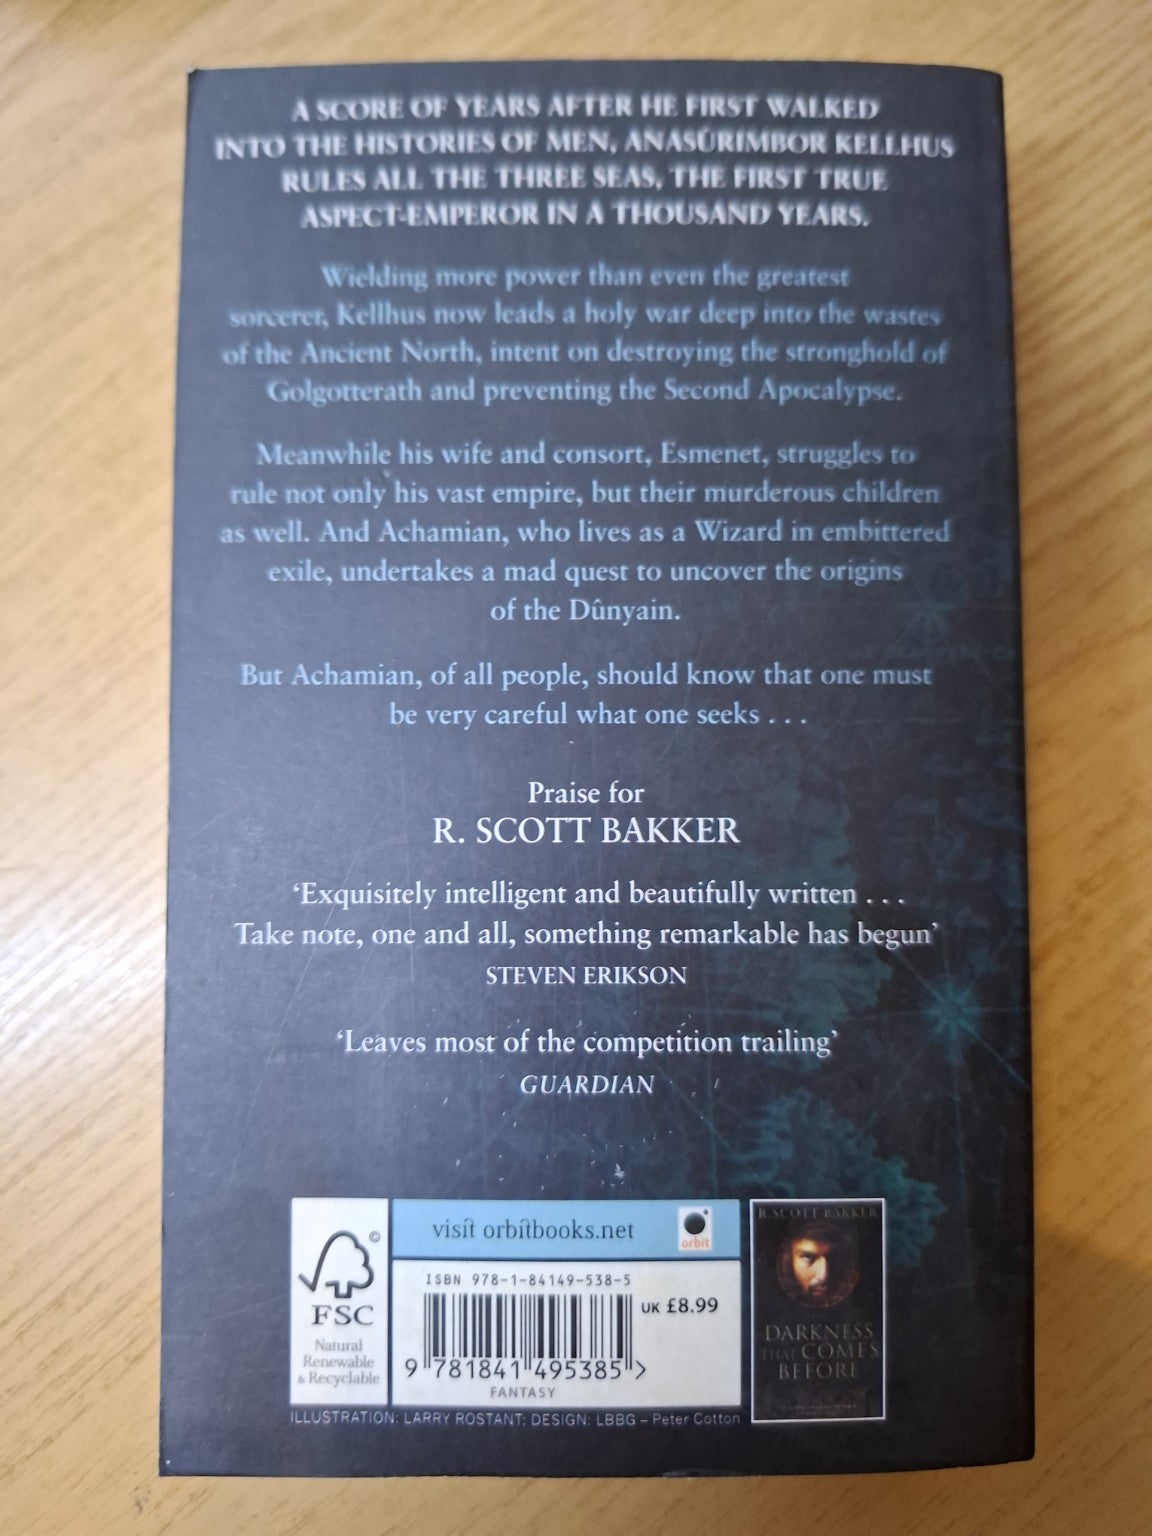 A SCORE OF YEARS AFTER HE FIRST WALKED
INTO THE HISTORIES OF MEN, ANASÛRIMBOR KELLHUS
RULES ALL THE THREE SEAS, THE FIRST TRUE
ASPECT-EMPEROR IN A THOUSAND YEARS.
Wielding more power than even the greatest
sorcerer, Kellhus now leads a holy war deep into the wastes
of the Ancient North, intent on destroying the stronghold of
Golgotterath and preventing the Second Apocalypse.
Meanwhile his wife and consort, Esmenet, struggles to
rule not only his vast empire, but their murderous children
as well. And Achamian, who lives as a Wizard in embittered
exile, undertakes a mad quest to uncover the origins
of the Dûnyain.
But Achamian, of all people, should know that one must
be very careful what one seeks . . .
Praise for
R. SCOTT BAKKER
‘Exquisitely intelligent and beautifully written . . .
Take note, one and all, something remarkable has begun’
STEVEN ERIKSON
‘Leaves most of the competition trailing’
GUARDIAN
©
FSC
Natural
Renewable
& Recyclable
visit orbitbooks.net
orbit
ISBN 978-1-84149-538-5
UK £8.99
9 781841 495385 >
FANTASY
R. SCOTT BAKKER
DARKNESS
THAT COMES
BEFORE
ILLUSTRATION: LARRY ROSTANT; DESIGN: LBBG – Peter Cotton